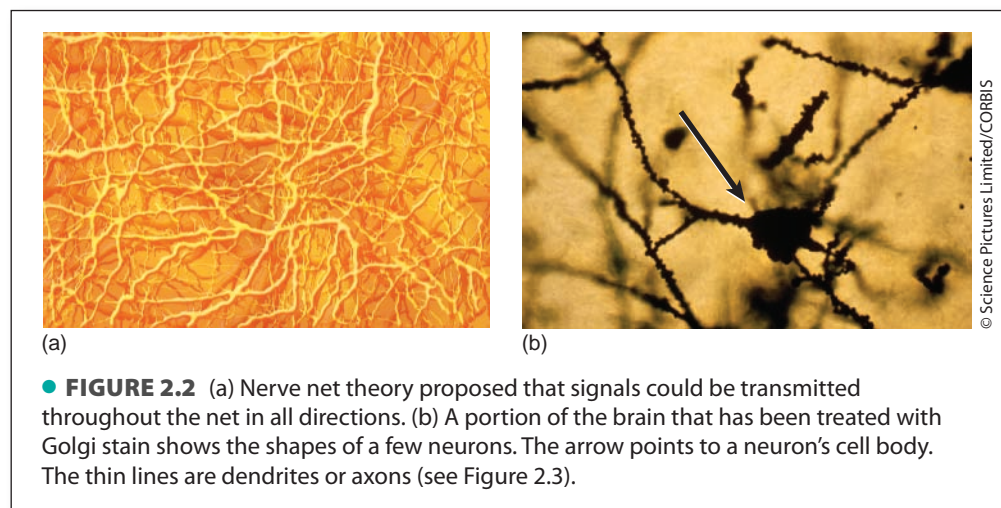 © Science Pictures Limited/CORBIS
(a)
(b)
● FIGURE 2.2 (a) Nerve net theory proposed that signals could be transmitted
throughout the net in all directions. (b) A portion of the brain that has been treated with
Golgi stain shows the shapes of a few neurons. The arrow points to a neuron’s cell body.
The thin lines are dendrites or axons (see Figure 2.3).